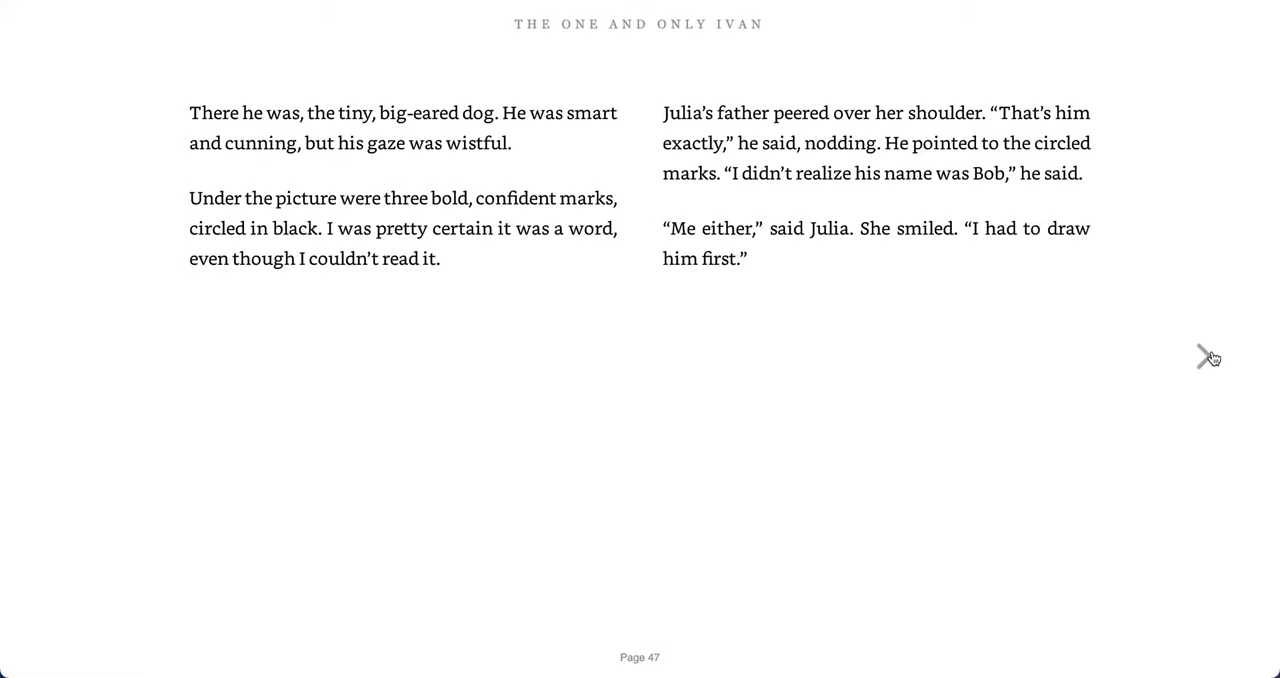 THE ONE AND ONLY IVAN
There he was, the tiny, big-eared dog. He was smart
and cunning, but his gaze was wistful.
Under the picture were three bold, confident marks,
circled in black. I was pretty certain it was a word,
even though I couldn’t read it.
Julia’s father peered over her shoulder. “That’s him
exactly,” he said, nodding. He pointed to the circled
marks. “I didn’t realize his name was Bob,” he said.
“Me either,” said Julia. She smiled. “I had to draw
him first.”
Page 47